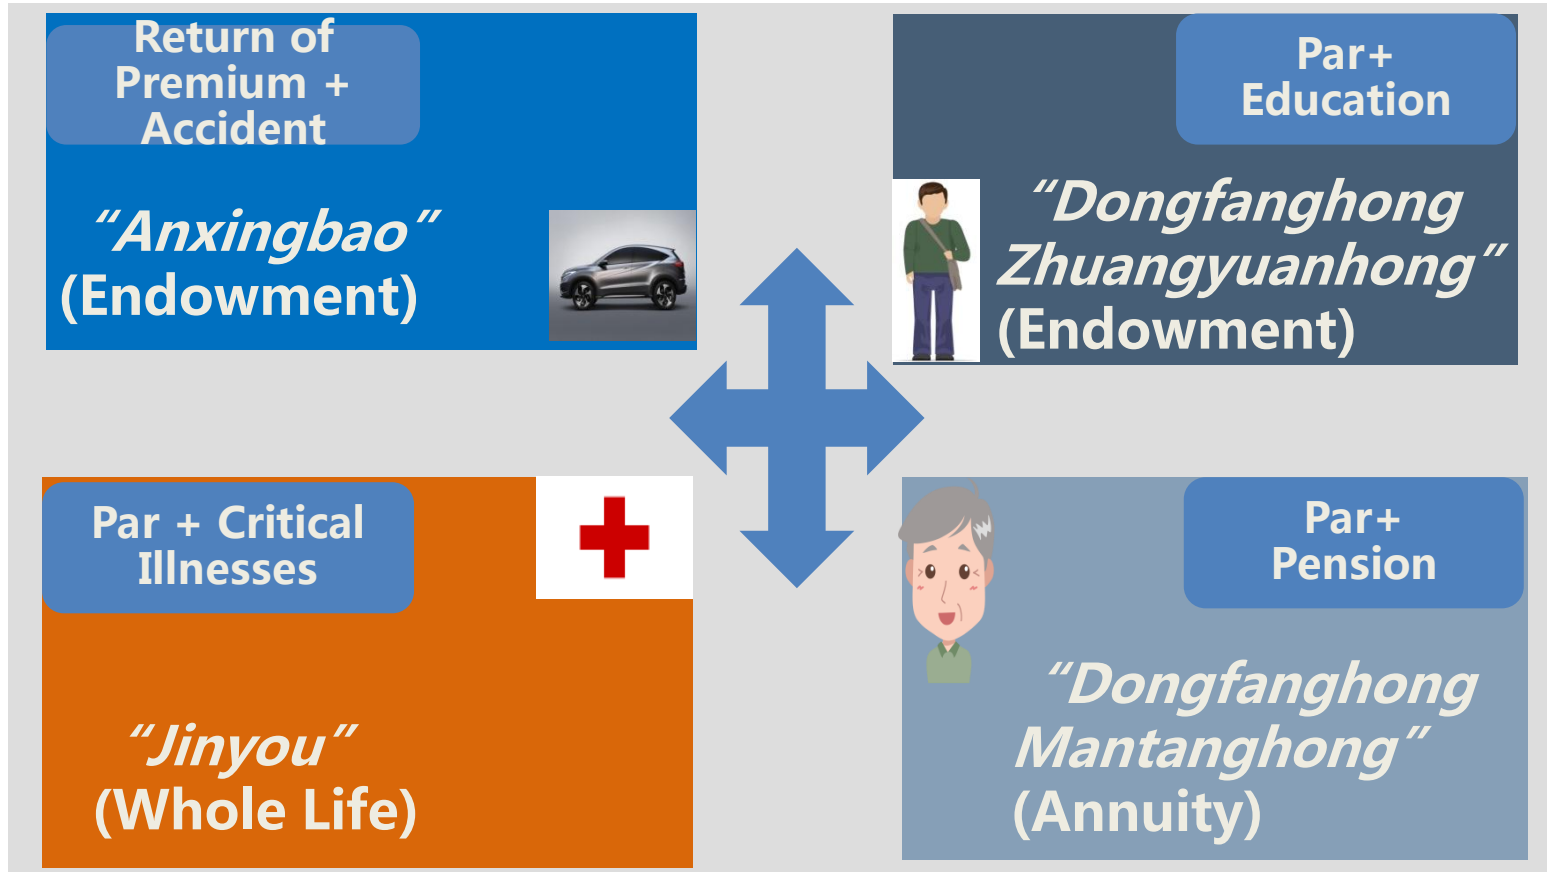 Return of
Premium +
Accident
“Anxingbao”
(Endowment)
Par+
Education
“Dongfanghong
Zhuangyuanhong”
(Endowment)
Par + Critical
Illnesses
“Jinyou”
(Whole Life)
Par+
Pension
“Dongfanghong
Mantanghong”
(Annuity)